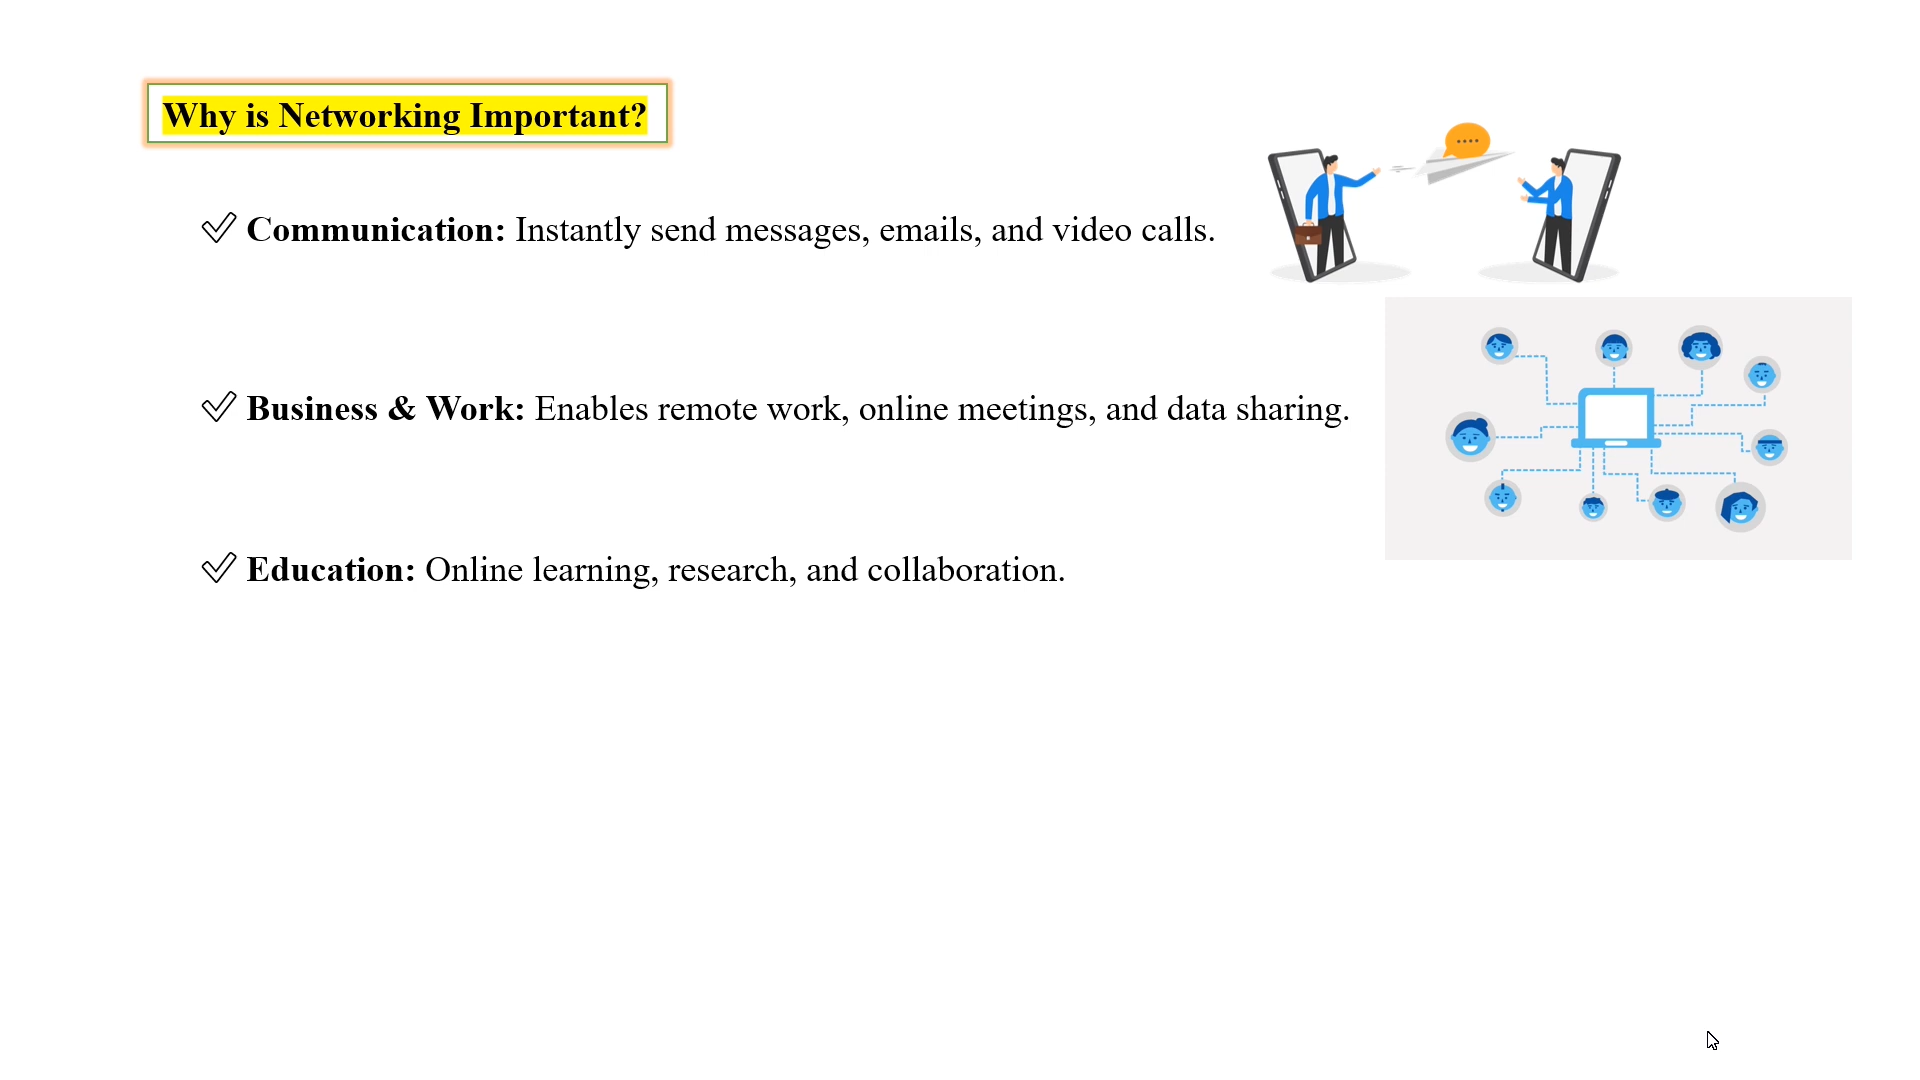 Why is Networking Important?
✓ Communication: Instantly send messages, emails, and video calls.
✓ Business & Work: Enables remote work, online meetings, and data sharing.
✓ Education: Online learning, research, and collaboration.